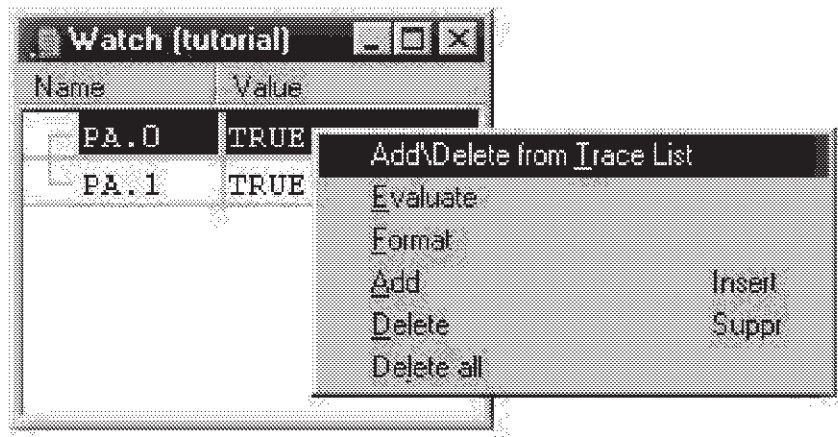 Watch (tutorial)
Name Value
PA.0 TRUE
PA.1 TRUE
Add\Delete from Trace List
Evaluate
Format
Add Insert
Delete Suppr
Delete all